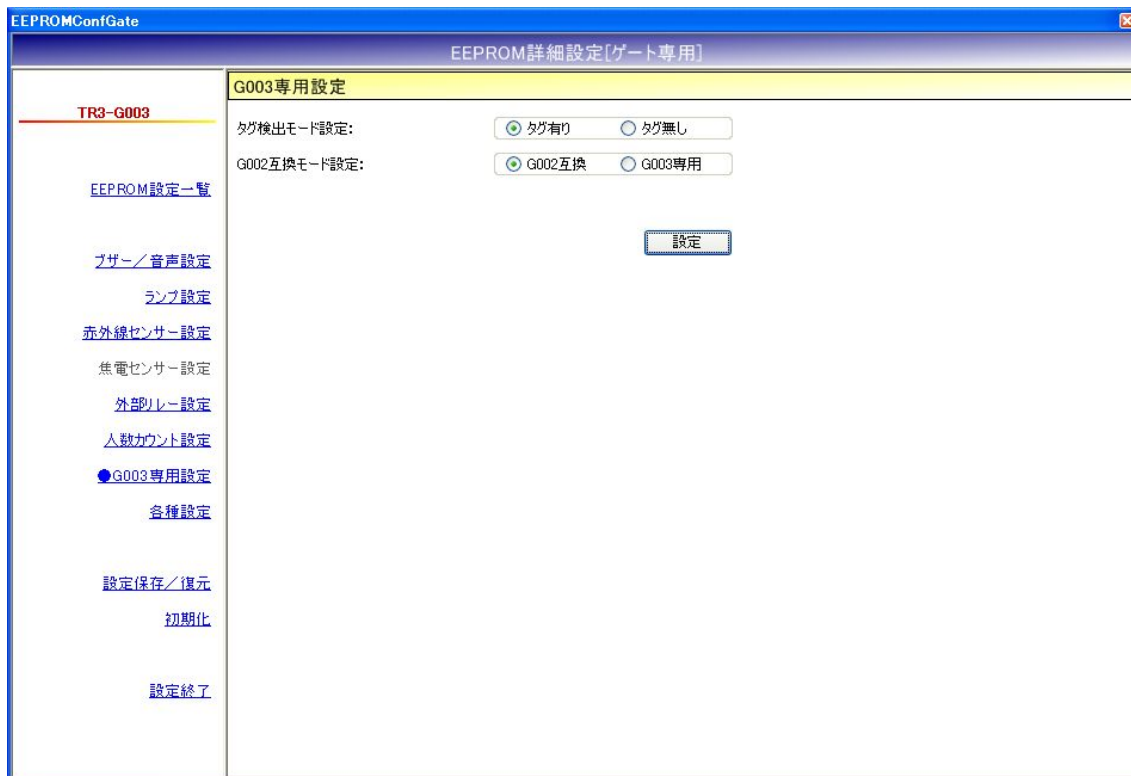 EEPROMConfGate
EEPROM詳細設定[ゲート専用]
TR3-G003
EEPROM設定一覧
ブザー／音声設定
ランプ設定
赤外線センサー設定
焦電センサー設定
外部リレー設定
人数カウント設定
●G003専用設定
各種設定
設定保存／復元
初期化
設定終了
G003専用設定
タグ検出モード設定: タグ有り タグ無し
G002互換モード設定: G002互換 G003専用
設定